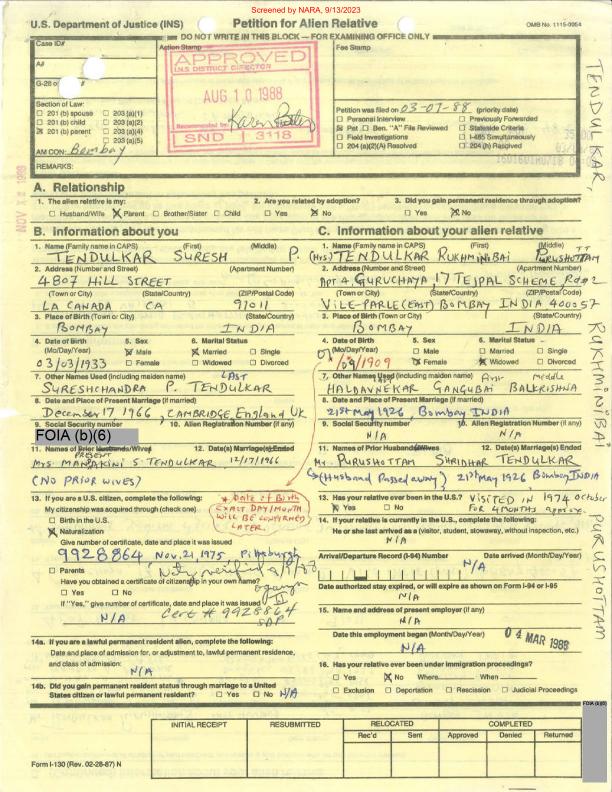 Screened by NARA, 9/13/2023
U.S. Department of Justice (INS) Petition for Alien Relative OMB No. 1115-0054
DO NOT WRITE IN THIS BLOCK — FOR EXAMINING OFFICE ONLY
Case ID#
Action Stamp
Fee Stamp
A#
G-28 o
APPROVED
U.S. DISTRICT DIRECTOR
AUG 10 1988
Recommended by:
SND 3118
Section of Law:
☐ 201 (b) spouse ☐ 203 (a)(1)
☐ 201 (b) child ☐ 203 (a)(2)
☒ 201 (b) parent ☐ 203 (a)(4)
☐ 203 (a)(5)
AM CON: Bombay
Petition was filed on 03-07-88 (priority date)
☐ Personal Interview ☐ Previously Forwarded
☒ Pet ☐ Ben. "A" File Reviewed ☐ Stateside Criteria
☐ Field Investigations ☐ I-485 Simultaneously
☐ 204 (a)(2)(A) Resolved ☐ 204 (h) Resolved
REMARKS:
TENDULKAR, RUKHMINIBAI PURUSHOTTAM
A. Relationship
1. The alien relative is my:
☐ Husband/Wife ☒ Parent ☐ Brother/Sister ☐ Child
2. Are you related by adoption?
☐ Yes ☒ No
3. Did you gain permanent residence through adoption?
☐ Yes ☒ No
B. Information about you
1. Name (Family name in CAPS) (First) (Middle)
TENDULKAR SURESH P.
2. Address (Number and Street) (Apartment Number)
4807 HILL STREET
(Town or City) (State/Country) (ZIP/Postal Code)
LA CANADA CA 91011
3. Place of Birth (Town or City) (State/Country)
BOMBAY INDIA
4. Date of Birth (Mo/Day/Year) 5. Sex 6. Marital Status
03/03/1933
☒ Male ☒ Married ☐ Single
☐ Female ☐ Widowed ☐ Divorced
7. Other Names Used (including maiden name)
LAST
SURESHCHANDRA P. TENDULKAR
8. Date and Place of Present Marriage (if married)
December 17 1966, CAMBRIDGE, England UK
9. Social Security number 10. Alien Registration Number (if any)
FOIA (b)(6)
11. Names of Prior Husbands/Wives 12. Date(s) Marriage(s) Ended
PRESENT
Mrs. MANDAKINI S. TENDULKAR 12/17/1966
(NO PRIOR WIVES)
13. If you are a U.S. citizen, complete the following:
My citizenship was acquired through (check one)
☐ Birth in the U.S.
☒ Naturalization
Give number of certificate, date and place it was issued
9928864 Nov. 21, 1975 Pittsburgh
* Date of Birth
EXACT DAY/MONTH
WILL BE CONFIRMED
LATER.
☐ Parents
Have you obtained a certificate of citizenship in your own name?
☐ Yes ☐ No
If "Yes," give number of certificate, date and place it was issued
N/A
Cert # 9928864
14a. If you are a lawful permanent resident alien, complete the following:
Date and place of admission for, or adjustment to, lawful permanent residence,
and class of admission:
N/A
14b. Did you gain permanent resident status through marriage to a United
States citizen or lawful permanent resident? ☐ Yes ☐ No N/A
C. Information about your alien relative
1. Name (Family name in CAPS) (First) (Middle)
(Mrs) TENDULKAR RUKHMINIBAI PURUSHOTTAM
2. Address (Number and Street) (Apartment Number)
APT 4, GURUCHAYA, 17 TEJPAL SCHEME, Rd #2
(Town or City) (State/Country) (ZIP/Postal Code)
VILE-PARLE (EAST) BOMBAY INDIA 400057
3. Place of Birth (Town or City) (State/Country)
BOMBAY INDIA
4. Date of Birth (Mo/Day/Year) 5. Sex 6. Marital Status
/09/1909
☐ Male ☐ Married ☐ Single
☒ Female ☒ Widowed ☐ Divorced
7. Other Names Used (including maiden name)
Last First Middle
HALDAVNEKAR GANGUBAI BALKRISHNA
8. Date and Place of Present Marriage (if married)
21st May 1926, Bombay INDIA
9. Social Security number 10. Alien Registration Number (if any)
N/A N/A
11. Names of Prior Husbands/Wives 12. Date(s) Marriage(s) Ended
Mr. PURUSHOTTAM SHRIDHAR TENDULKAR
(Husband Passed away) 21st May 1926 Bombay INDIA
13. Has your relative ever been in the U.S.? VISITED IN 1974 October
☒ Yes ☐ No FOR 4 MONTHS approx.
14. If your relative is currently in the U.S., complete the following:
He or she last arrived as a (visitor, student, stowaway, without inspection, etc.)
N/A
Arrival/Departure Record (I-94) Number Date arrived (Month/Day/Year)
N/A
Date authorized stay expired, or will expire as shown on Form I-94 or I-95
N/A
15. Name and address of present employer (if any)
N/A
Date this employment began (Month/Day/Year)
N/A
04 MAR 1988
16. Has your relative ever been under immigration proceedings?
☐ Yes ☒ No Where When
☐ Exclusion ☐ Deportation ☐ Rescission ☐ Judicial Proceedings
FOIA (b)(6)
INITIAL RECEIPT RESUBMITTED RELOCATED COMPLETED
Rec'd Sent Approved Denied Returned
Form I-130 (Rev. 02-28-87) N